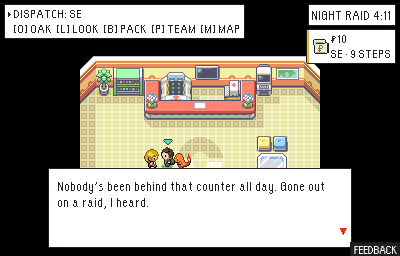 ▸DISPATCH: SE
[O]OAK [L]LOOK [B]PACK [P]TEAM [M]MAP
NIGHT RAID 4:11
₽10
SE · 9 STEPS
Nobody's been behind that counter all day. Gone out
on a raid, I heard.
FEEDBACK